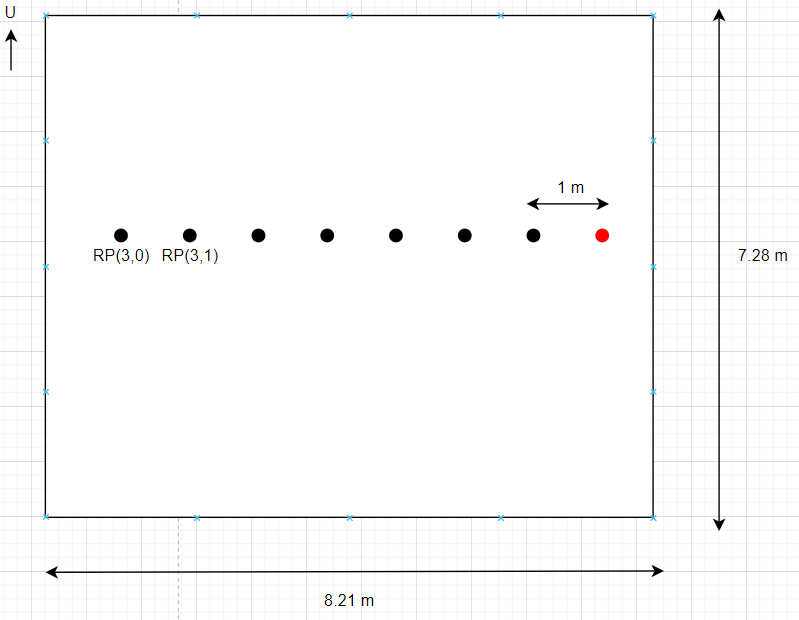 U
1 m
RP(3,0)
RP(3,1)
7.28 m
8.21 m